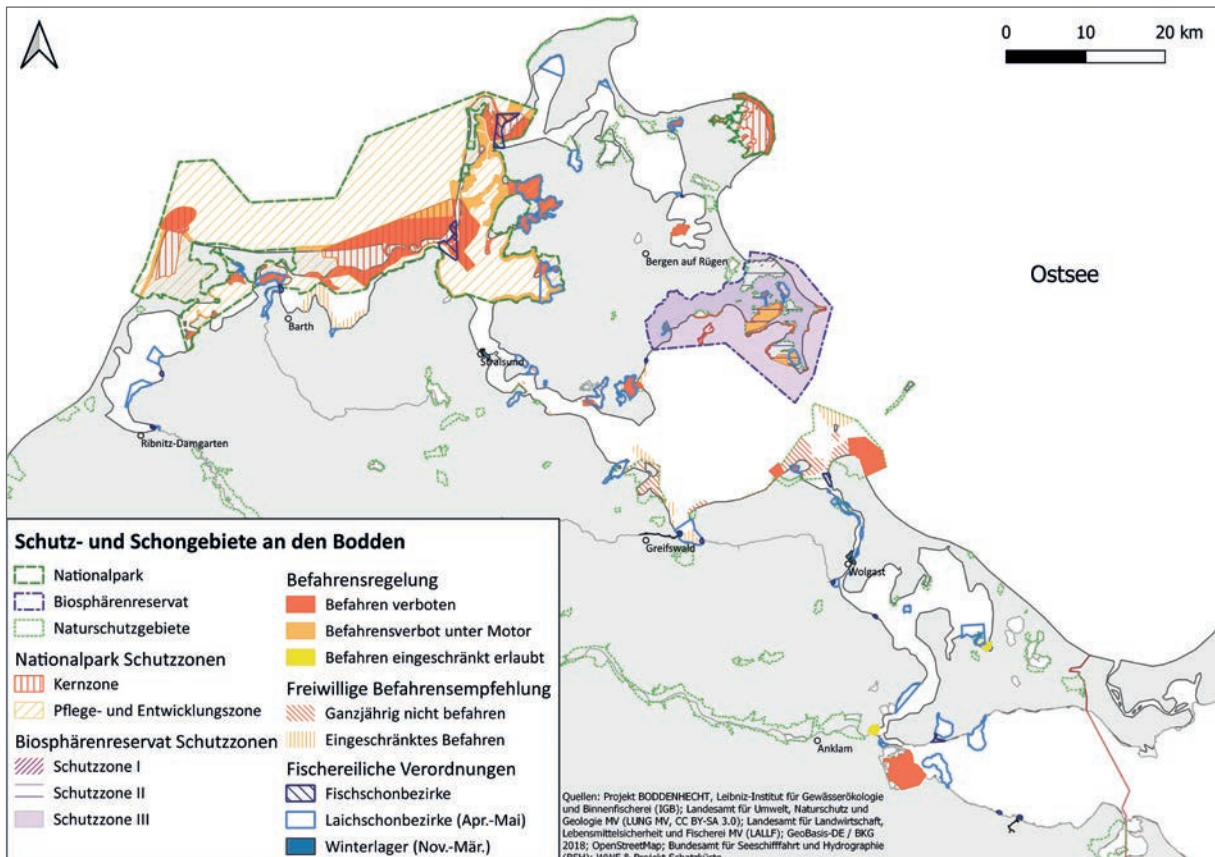 0 10 20 km
Ostsee
Bergen auf Rügen
Barth
Stralsund
Ribnitz-Damgarten
Greifswald
Wolgast
Anklam
Schutz- und Schongebiete an den Bodden
Nationalpark
Biosphärenreservat
Naturschutzgebiete
Nationalpark Schutzzonen
Kernzone
Pflege- und Entwicklungszone
Biosphärenreservat Schutzzonen
Schutzzone I
Schutzzone II
Schutzzone III
Befahrensregelung
Befahren verboten
Befahrensverbot unter Motor
Befahren eingeschränkt erlaubt
Freiwillige Befahrensempfehlung
Ganzjährig nicht befahren
Eingeschränktes Befahren
Fischereiliche Verordnungen
Fischschonbezirke
Laichschonbezirke (Apr.-Mai)
Winterlager (Nov.-Mär.)
Quellen: Projekt BODDENHECHT, Leibniz-Institut für Gewässerökologie
und Binnenfischerei (IGB); Landesamt für Umwelt, Naturschutz und
Geologie MV (LUNG MV, CC BY-SA 3.0); Landesamt für Landwirtschaft,
Lebensmittelsicherheit und Fischerei MV (LALLF); GeoBasis-DE / BKG
2018; OpenStreetMap; Bundesamt für Seeschifffahrt und Hydrographie
(BSH); WWF & Projekt Schatzküste